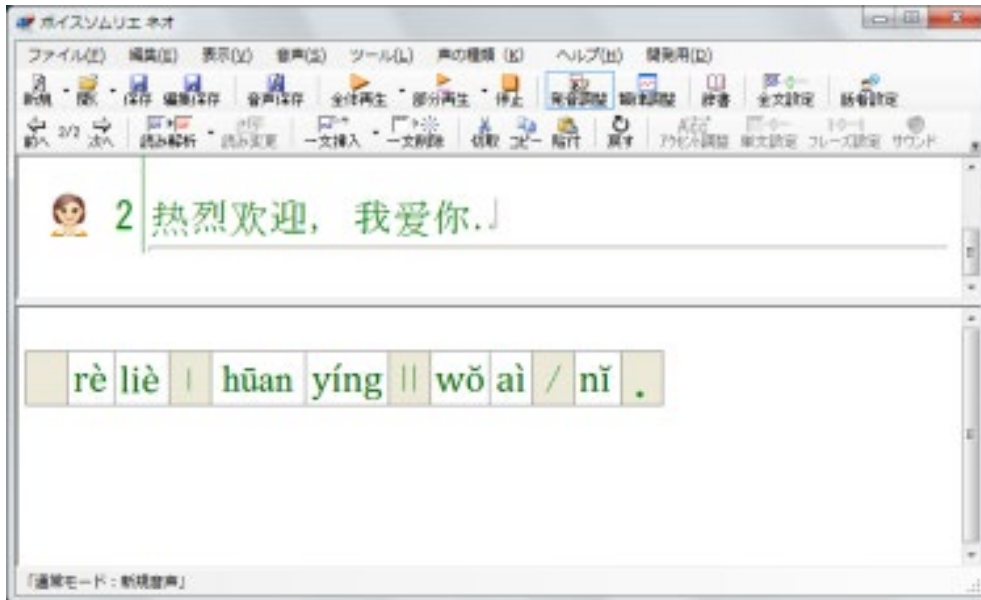 ボイスソムリエ ネオ
ファイル(F) 編集(E) 表示(V) 音声(S) ツール(L) 声の種類 (K) ヘルプ(H) 開発用(D)
新規 開く 保存 編集保存 音声保存 全体再生 部分再生 停止 発音調整 韻律調整 辞書 全文設定 話者設定
前へ 2/2 次へ 読み解析 読み変更 一文挿入 一文削除 切取 コピー 貼付 戻す アクセント調整 単文設定 フレーズ設定 サウンド
2 热烈欢迎, 我爱你.
rè liè | hūan yíng || wǒ aì / nǐ .
「通常モード：新規音声」